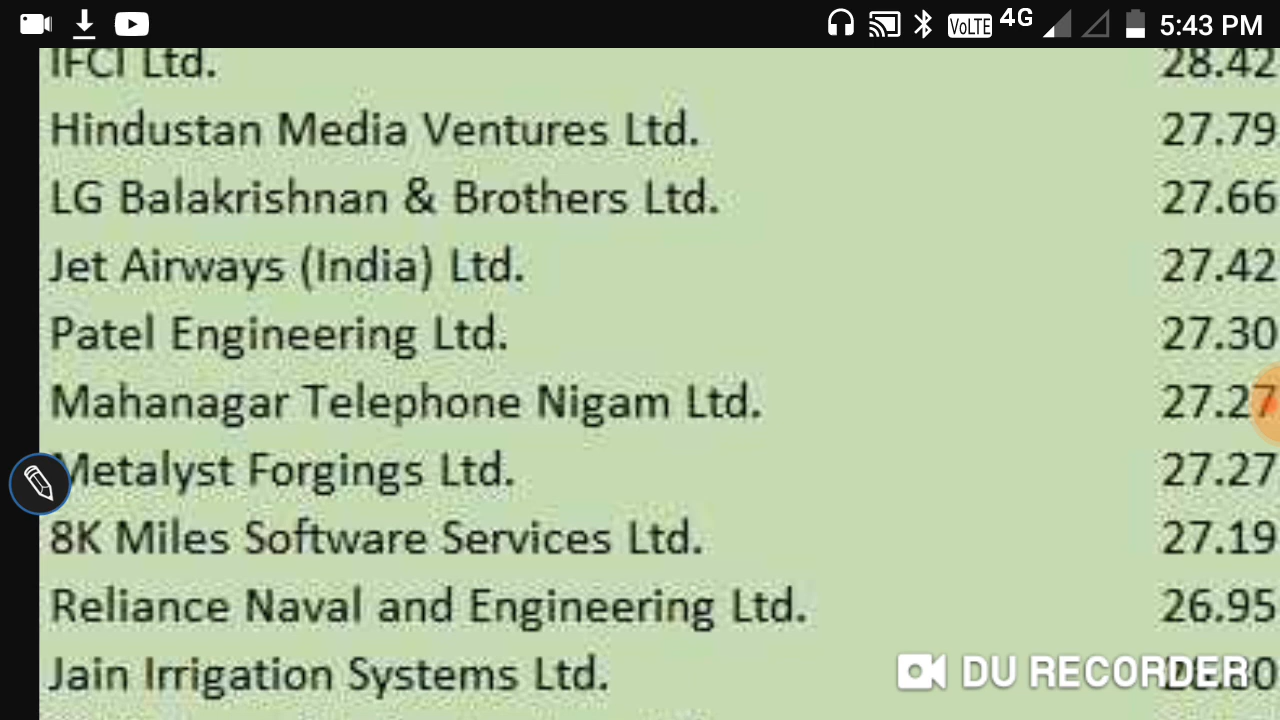 VoLTE 4G 5:43 PM
IFCI Ltd. 28.42
Hindustan Media Ventures Ltd. 27.79
LG Balakrishnan & Brothers Ltd. 27.66
Jet Airways (India) Ltd. 27.42
Patel Engineering Ltd. 27.30
Mahanagar Telephone Nigam Ltd. 27.27
Metalyst Forgings Ltd. 27.27
8K Miles Software Services Ltd. 27.19
Reliance Naval and Engineering Ltd. 26.95
Jain Irrigation Systems Ltd.
DU RECORDER